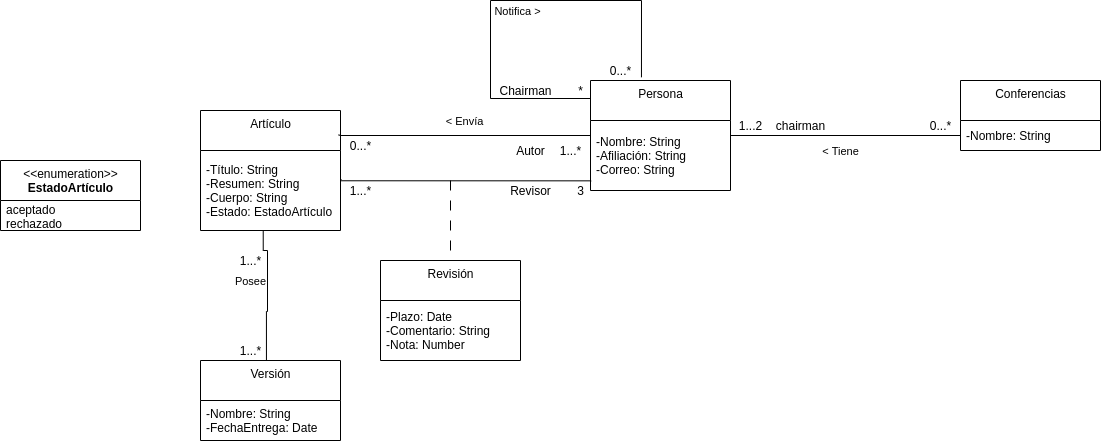 Notifica >
0...*
Chairman *
Persona
-Nombre: String
-Afiliación: String
-Correo: String
1...2 chairman 0...*
< Tiene
Conferencias
-Nombre: String
< Envía
0...*
Autor 1...*
1...*
Revisor 3
Artículo
-Título: String
-Resumen: String
-Cuerpo: String
-Estado: EstadoArtículo
<<enumeration>>
EstadoArtículo
aceptado
rechazado
1...*
Posee
1...*
Revisión
-Plazo: Date
-Comentario: String
-Nota: Number
Versión
-Nombre: String
-FechaEntrega: Date